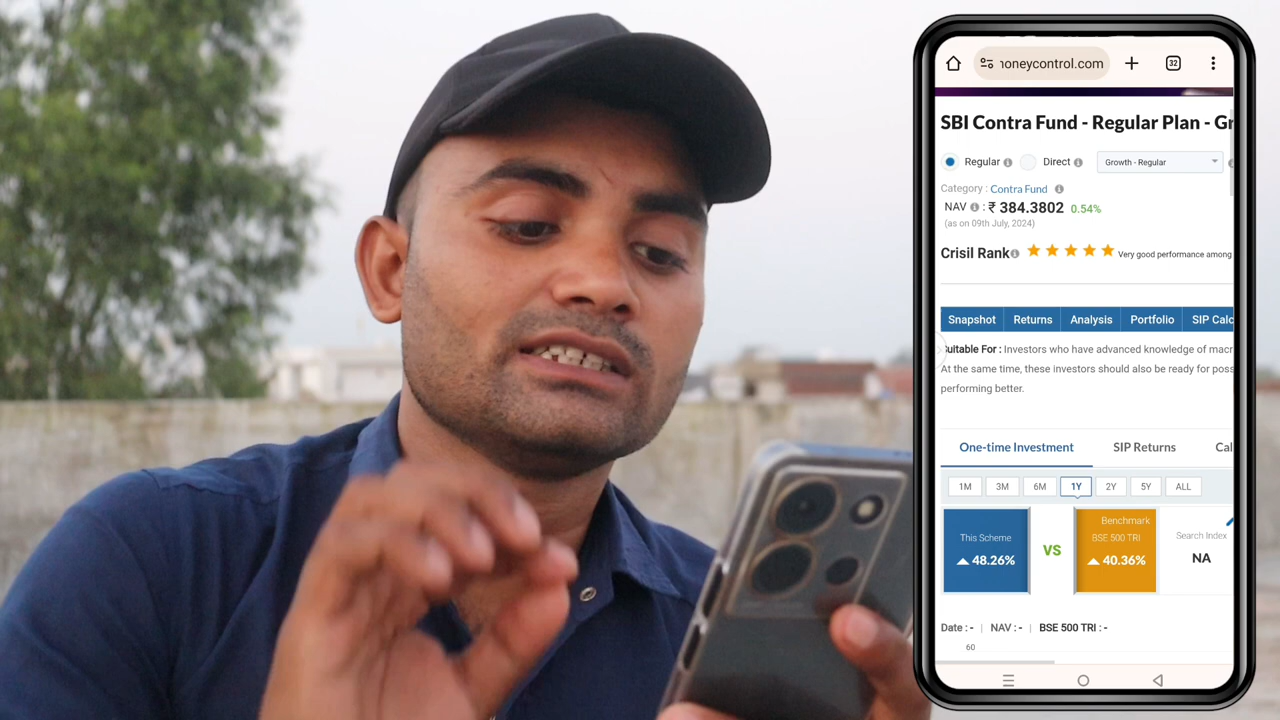 oneycontrol.com
32
SBI Contra Fund - Regular Plan - Gr
Regular Direct Growth - Regular
Category : Contra Fund
NAV : ₹ 384.3802 0.54%
(as on 09th July, 2024)
Crisil Rank Very good performance among
Snapshot Returns Analysis Portfolio SIP Calc
Suitable For : Investors who have advanced knowledge of macr
At the same time, these investors should also be ready for poss
performing better.
One-time Investment SIP Returns Cal
1M 3M 6M 1Y 2Y 5Y ALL
This Scheme
48.26%
VS
Benchmark
BSE 500 TRI
40.36%
Search Index
NA
Date : - | NAV : - | BSE 500 TRI : -
60